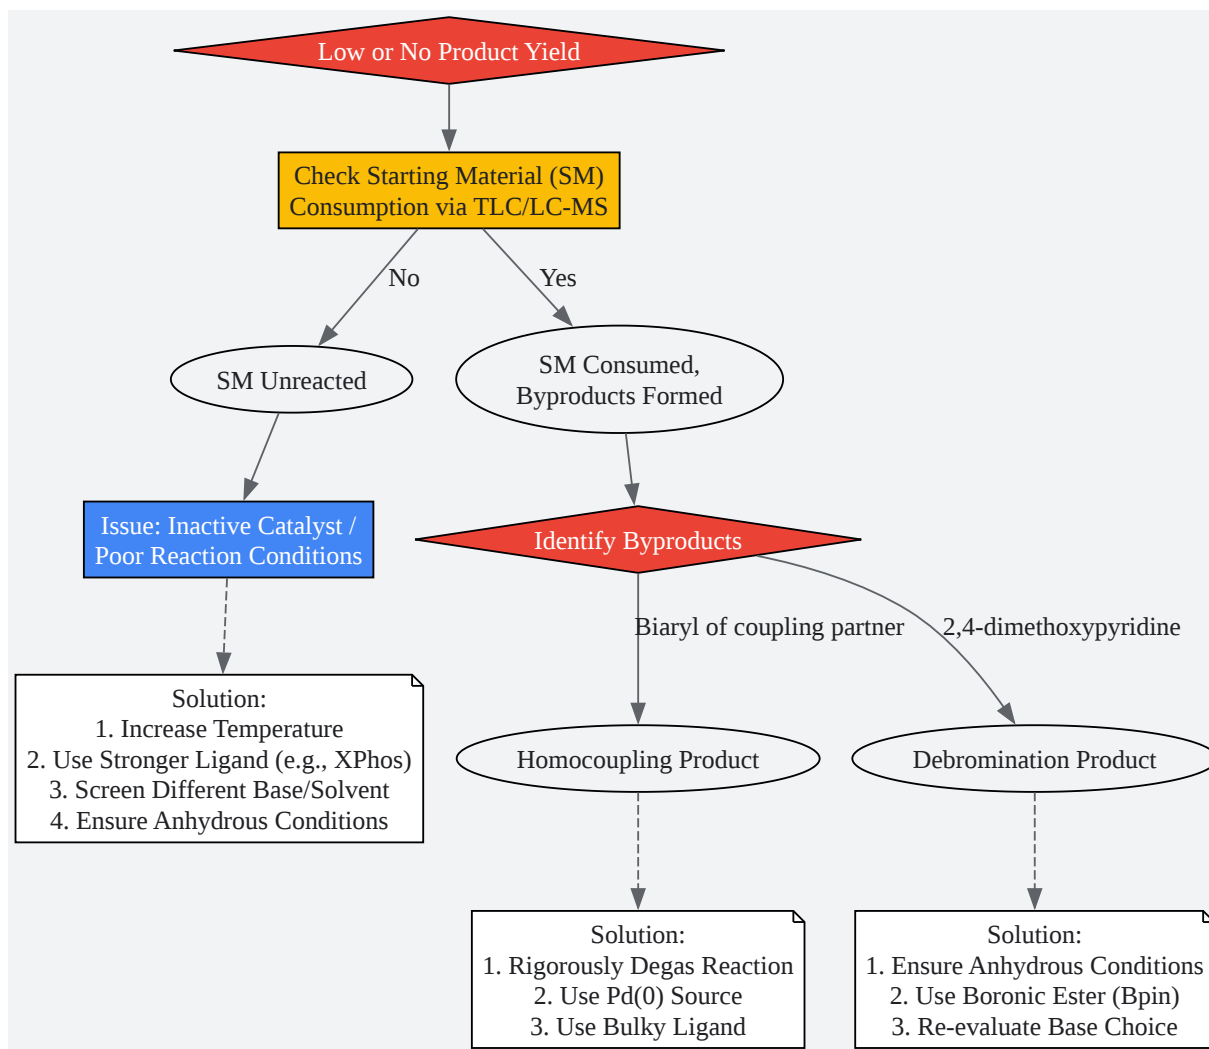 Low or No Product Yield
Check Starting Material (SM)
Consumption via TLC/LC-MS
No
Yes
SM Unreacted
SM Consumed,
Byproducts Formed
Issue: Inactive Catalyst /
Poor Reaction Conditions
Identify Byproducts
Biaryl of coupling partner
2,4-dimethoxypyridine
Solution:
1. Increase Temperature
2. Use Stronger Ligand (e.g., XPhos)
3. Screen Different Base/Solvent
4. Ensure Anhydrous Conditions
Homocoupling Product
Debromination Product
Solution:
1. Rigorously Degas Reaction
2. Use Pd(0) Source
3. Use Bulky Ligand
Solution:
1. Ensure Anhydrous Conditions
2. Use Boronic Ester (Bpin)
3. Re-evaluate Base Choice